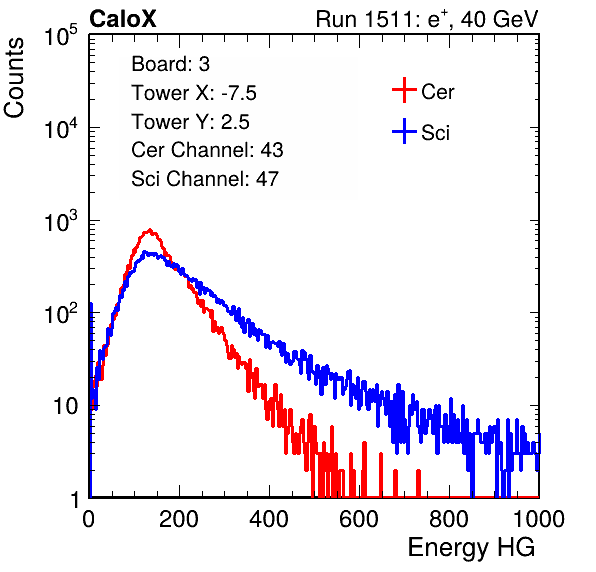 CaloX Run 1511: e⁺, 40 GeV
Counts
10⁵
10⁴
10³
10²
10
1
Board: 3
Tower X: -7.5
Tower Y: 2.5
Cer Channel: 43
Sci Channel: 47
Cer
Sci
0 200 400 600 800 1000
Energy HG